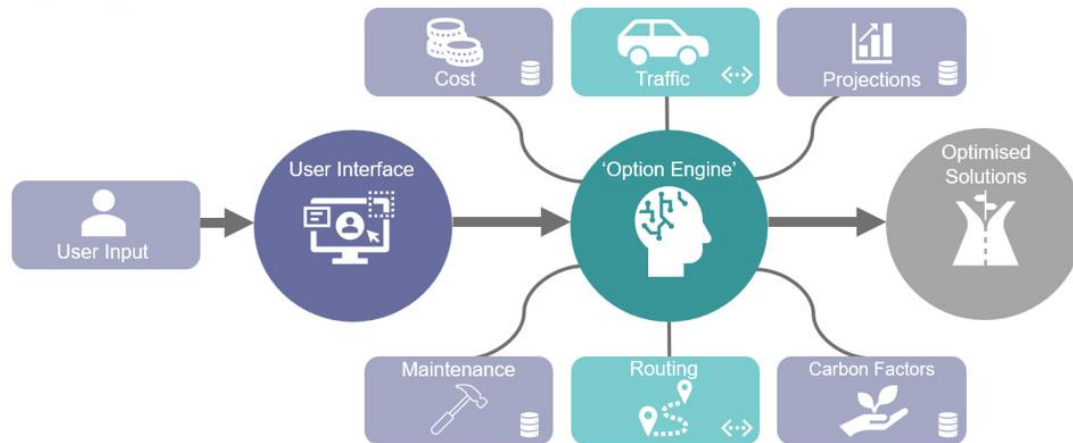 Cost
Traffic
Projections
User Interface
'Option Engine'
Optimised
Solutions
User Input
Maintenance
Routing
Carbon Factors